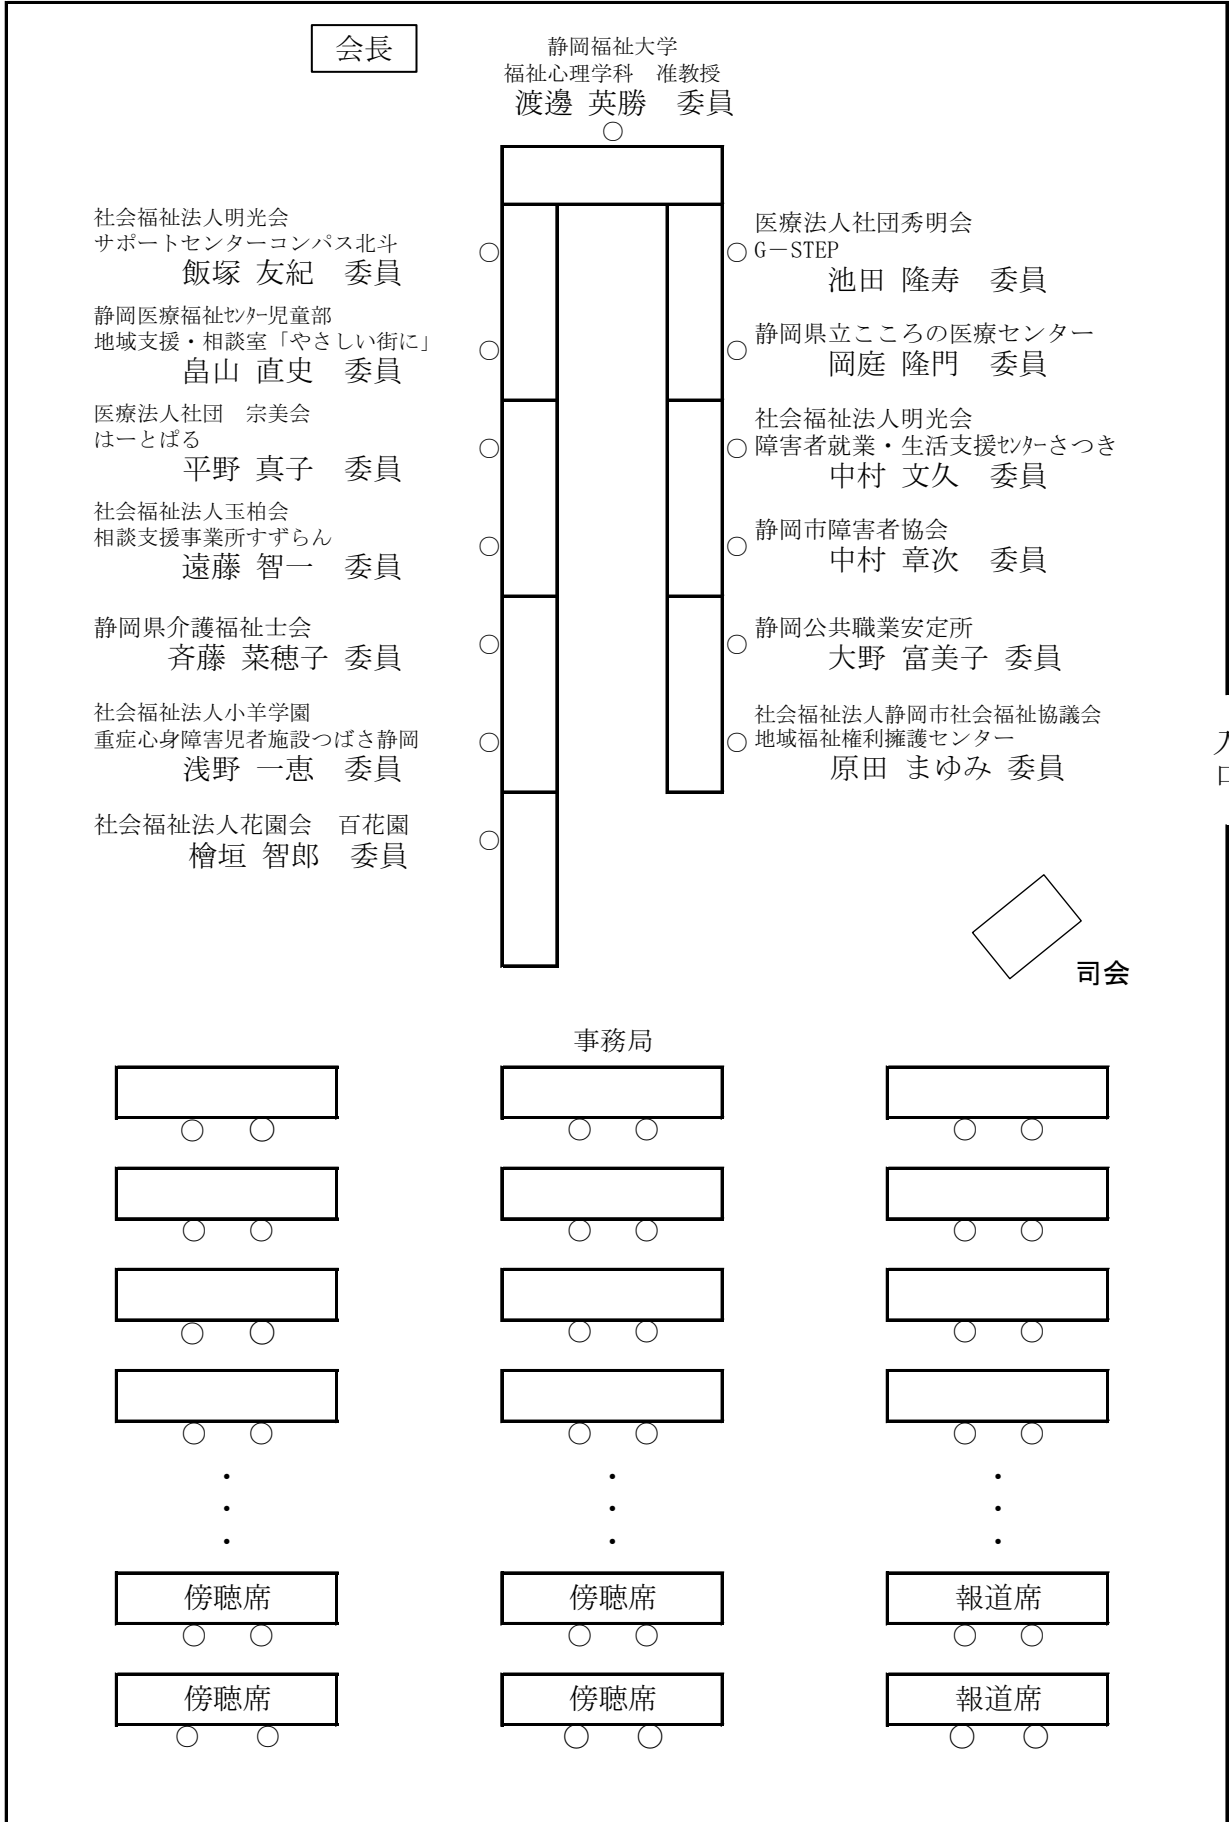 会長
静岡福祉大学
福祉心理学科　准教授
渡邊 英勝　委員
社会福祉法人明光会
サポートセンターコンパス北斗
飯塚 友紀　委員
静岡医療福祉ｾﾝﾀｰ児童部
地域支援・相談室「やさしい街に」
畠山 直史　委員
医療法人社団　宗美会
はーとぱる
平野 真子　委員
社会福祉法人玉柏会
相談支援事業所すずらん
遠藤 智一　委員
静岡県介護福祉士会
斉藤 菜穂子 委員
社会福祉法人小羊学園
重症心身障害児者施設つばさ静岡
浅野 一恵　委員
社会福祉法人花園会　百花園
檜垣 智郎　委員
医療法人社団秀明会
G－STEP
池田 隆寿　委員
静岡県立こころの医療センター
岡庭 隆門　委員
社会福祉法人明光会
障害者就業・生活支援ｾﾝﾀｰさつき
中村 文久　委員
静岡市障害者協会
中村 章次　委員
静岡公共職業安定所
大野 富美子 委員
社会福祉法人静岡市社会福祉協議会
地域福祉権利擁護センター
原田 まゆみ 委員
入
口
司会
事務局
傍聴席
傍聴席
報道席
傍聴席
傍聴席
報道席